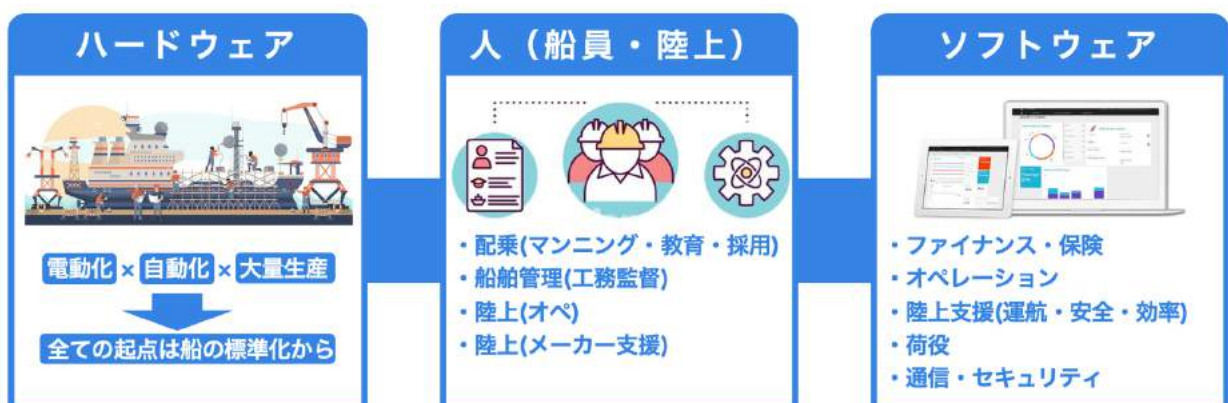 ハードウェア
電動化×自動化×大量生産
全ての起点は船の標準化から
人（船員・陸上）
・配乗(マンニング・教育・採用)
・船舶管理(工務監督)
・陸上(オペ)
・陸上(メーカー支援)
ソフトウェア
・ファイナンス・保険
・オペレーション
・陸上支援(運航・安全・効率)
・荷役
・通信・セキュリティ